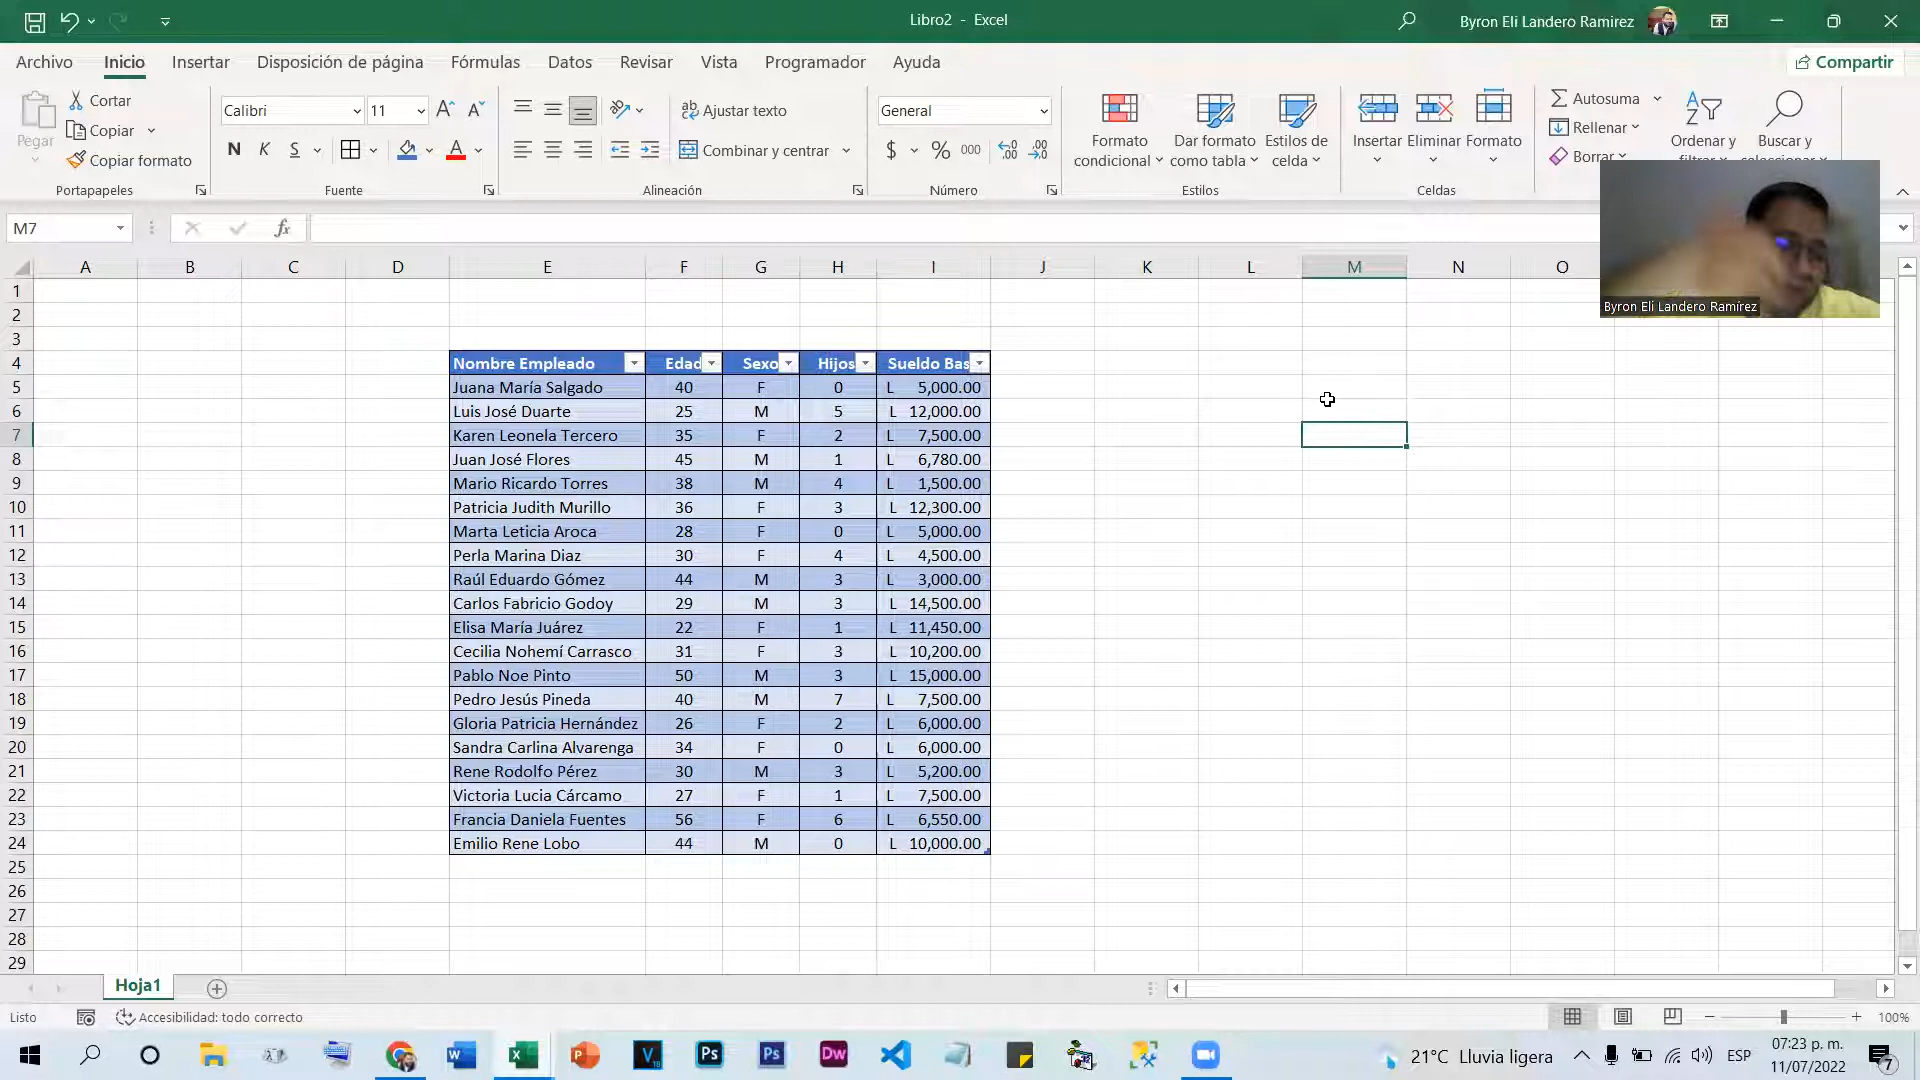 Libro2 - Excel
Byron Elí Landero Ramirez
Archivo Inicio Insertar Disposición de página Fórmulas Datos Revisar Vista Programador Ayuda
Compartir
Pegar
Cortar
Copiar
Copiar formato
Portapapeles
Calibri 11
N K S
Fuente
Ajustar texto
Combinar y centrar
Alineación
General
$ % 000
Número
Formato condicional
Dar formato como tabla
Estilos de celda
Estilos
Insertar Eliminar Formato
Celdas
Autosuma
Rellenar
Borrar
Ordenar y filtrar
Buscar y seleccionar
Byron Elí Landero Ramírez
M7
fx
A B C D E F G H I J K L M N O
1
2
3
4 Nombre Empleado Edad Sexo Hijos Sueldo Bas
5 Juana María Salgado 40 F 0 L 5,000.00
6 Luis José Duarte 25 M 5 L 12,000.00
7 Karen Leonela Tercero 35 F 2 L 7,500.00
8 Juan José Flores 45 M 1 L 6,780.00
9 Mario Ricardo Torres 38 M 4 L 1,500.00
10 Patricia Judith Murillo 36 F 3 L 12,300.00
11 Marta Leticia Aroca 28 F 0 L 5,000.00
12 Perla Marina Diaz 30 F 4 L 4,500.00
13 Raúl Eduardo Gómez 44 M 3 L 3,000.00
14 Carlos Fabricio Godoy 29 M 3 L 14,500.00
15 Elisa María Juárez 22 F 1 L 11,450.00
16 Cecilia Nohemí Carrasco 31 F 3 L 10,200.00
17 Pablo Noe Pinto 50 M 3 L 15,000.00
18 Pedro Jesús Pineda 40 M 7 L 7,500.00
19 Gloria Patricia Hernández 26 F 2 L 6,000.00
20 Sandra Carlina Alvarenga 34 F 0 L 6,000.00
21 Rene Rodolfo Pérez 30 M 3 L 5,200.00
22 Victoria Lucia Cárcamo 27 F 1 L 7,500.00
23 Francia Daniela Fuentes 56 F 6 L 6,550.00
24 Emilio Rene Lobo 44 M 0 L 10,000.00
25
26
27
28
29
Hoja1
Listo
Accesibilidad: todo correcto
100%
21°C Lluvia ligera
ESP
07:23 p. m.
11/07/2022
7